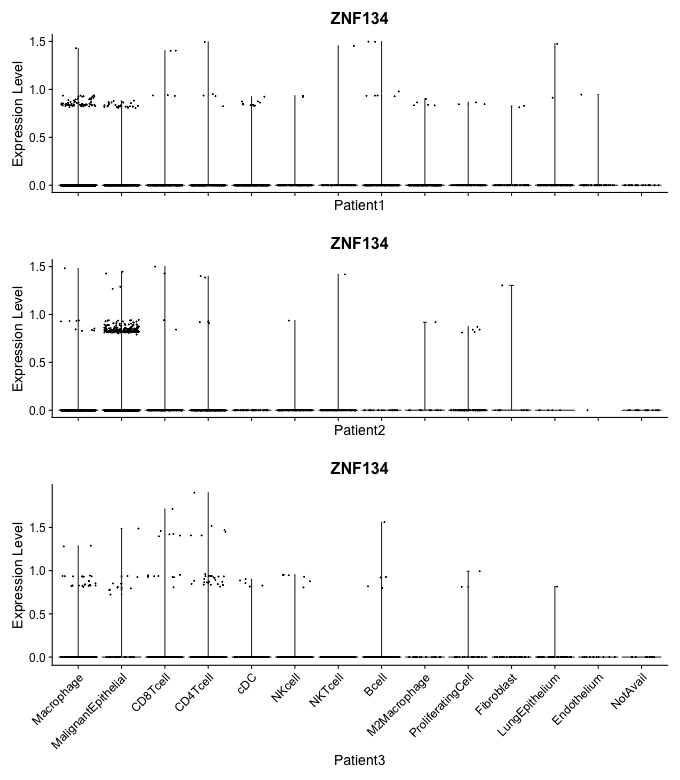 ZNF134
Expression Level
1.5
1.0
0.5
0.0
Patient1
ZNF134
Expression Level
1.5
1.0
0.5
0.0
Patient2
ZNF134
Expression Level
1.5
1.0
0.5
0.0
Macrophage
MalignantEpithelial
CD8Tcell
CD4Tcell
cDC
NKcell
NKTcell
Bcell
M2Macrophage
ProliferatingCell
Fibroblast
LungEpithelium
Endothelium
NotAvail
Patient3